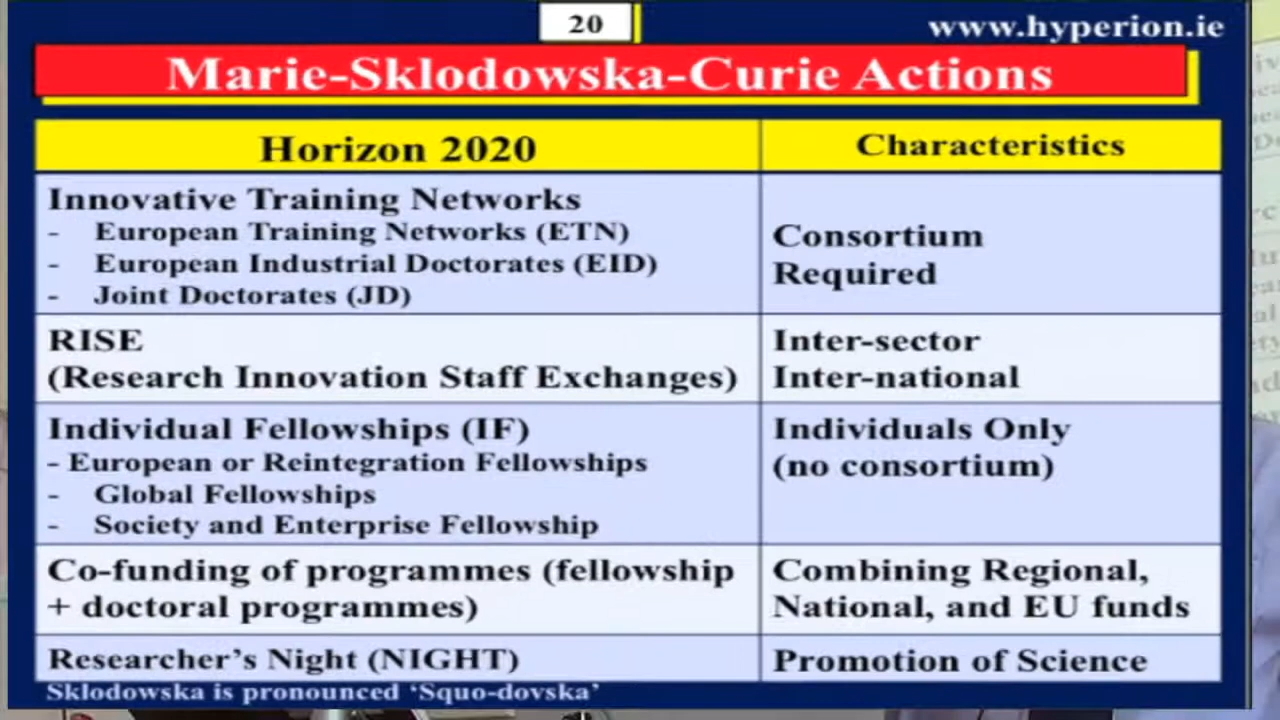 20
www.hyperion.ie
Marie-Sklodowska-Curie Actions
Horizon 2020
Characteristics
Innovative Training Networks
- European Training Networks (ETN)
- European Industrial Doctorates (EID)
- Joint Doctorates (JD)
Consortium
Required
RISE
(Research Innovation Staff Exchanges)
Inter-sector
Inter-national
Individual Fellowships (IF)
- European or Reintegration Fellowships
- Global Fellowships
- Society and Enterprise Fellowship
Individuals Only
(no consortium)
Co-funding of programmes (fellowship
+ doctoral programmes)
Combining Regional,
National, and EU funds
Researcher's Night (NIGHT)
Promotion of Science
Sklodowska is pronounced 'Squo-dovska'